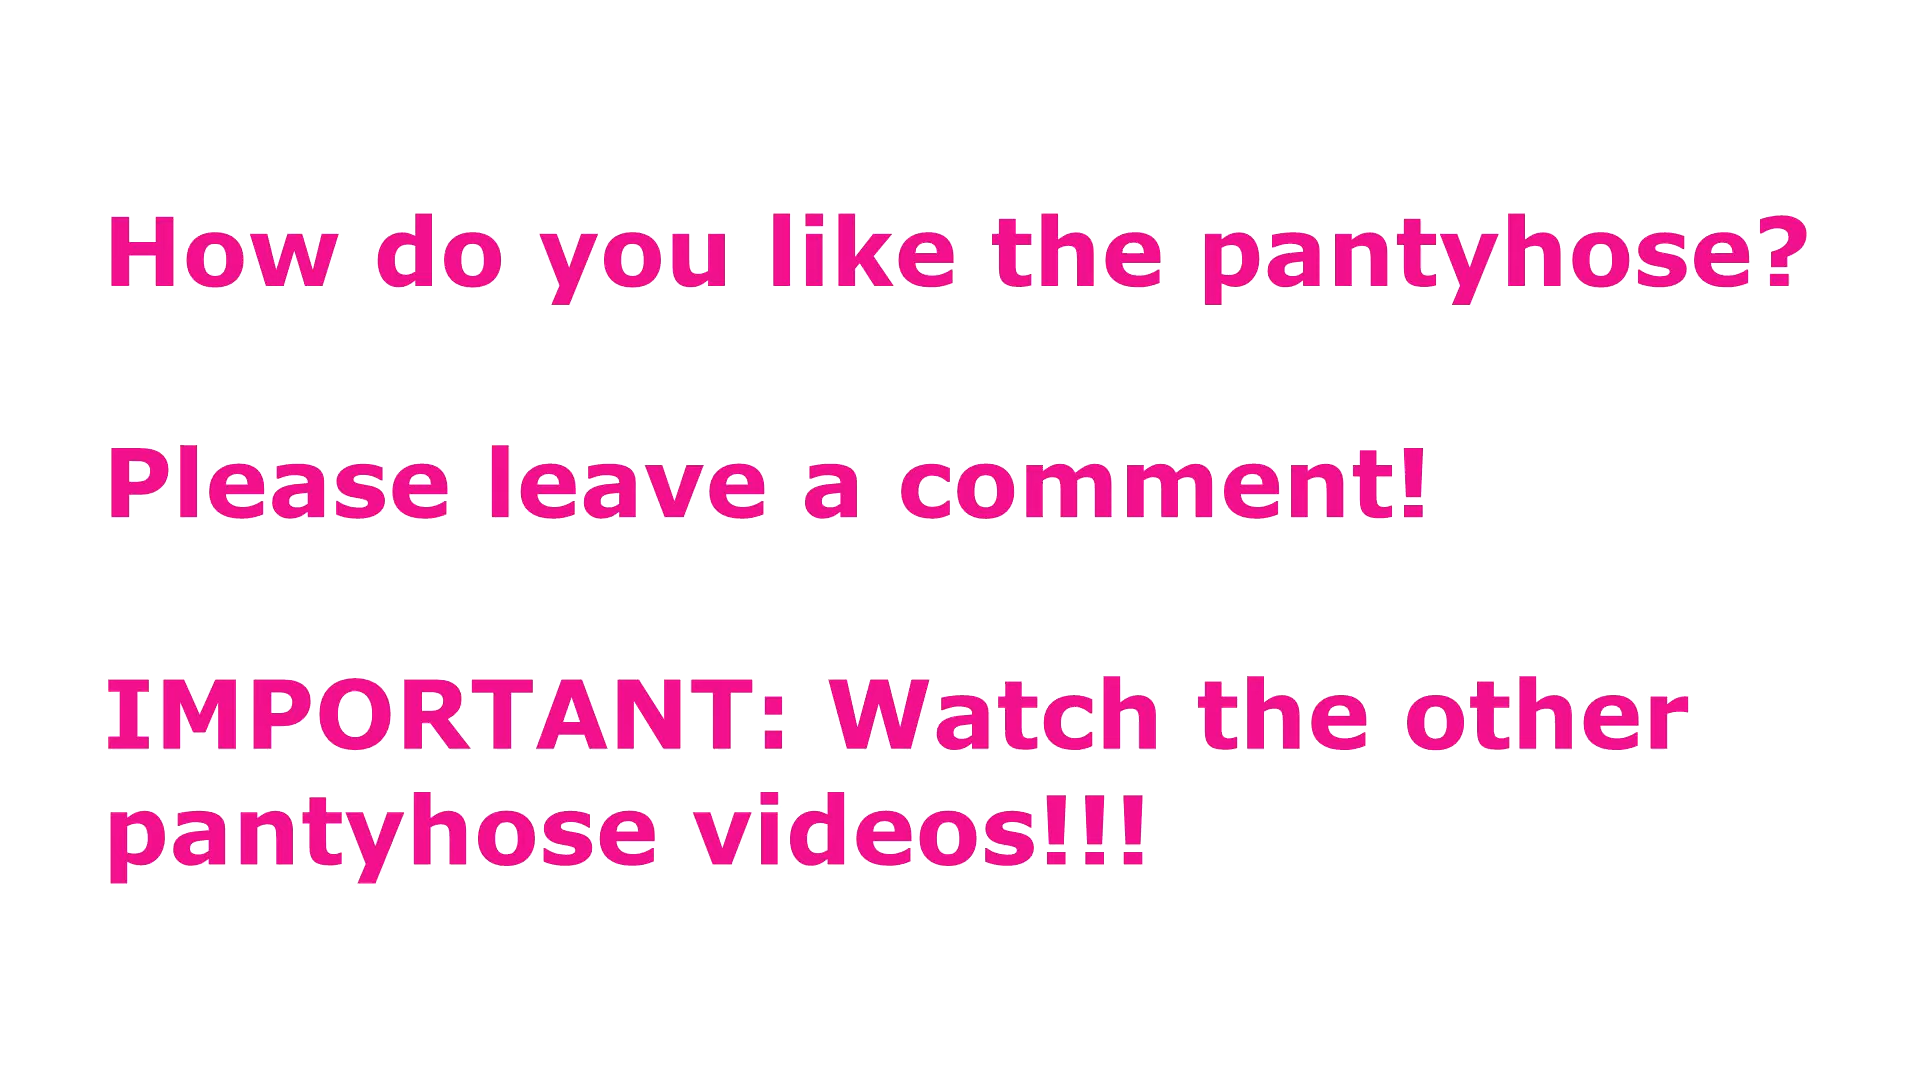 How do you like the pantyhose?
Please leave a comment!
IMPORTANT: Watch the other
pantyhose videos!!!